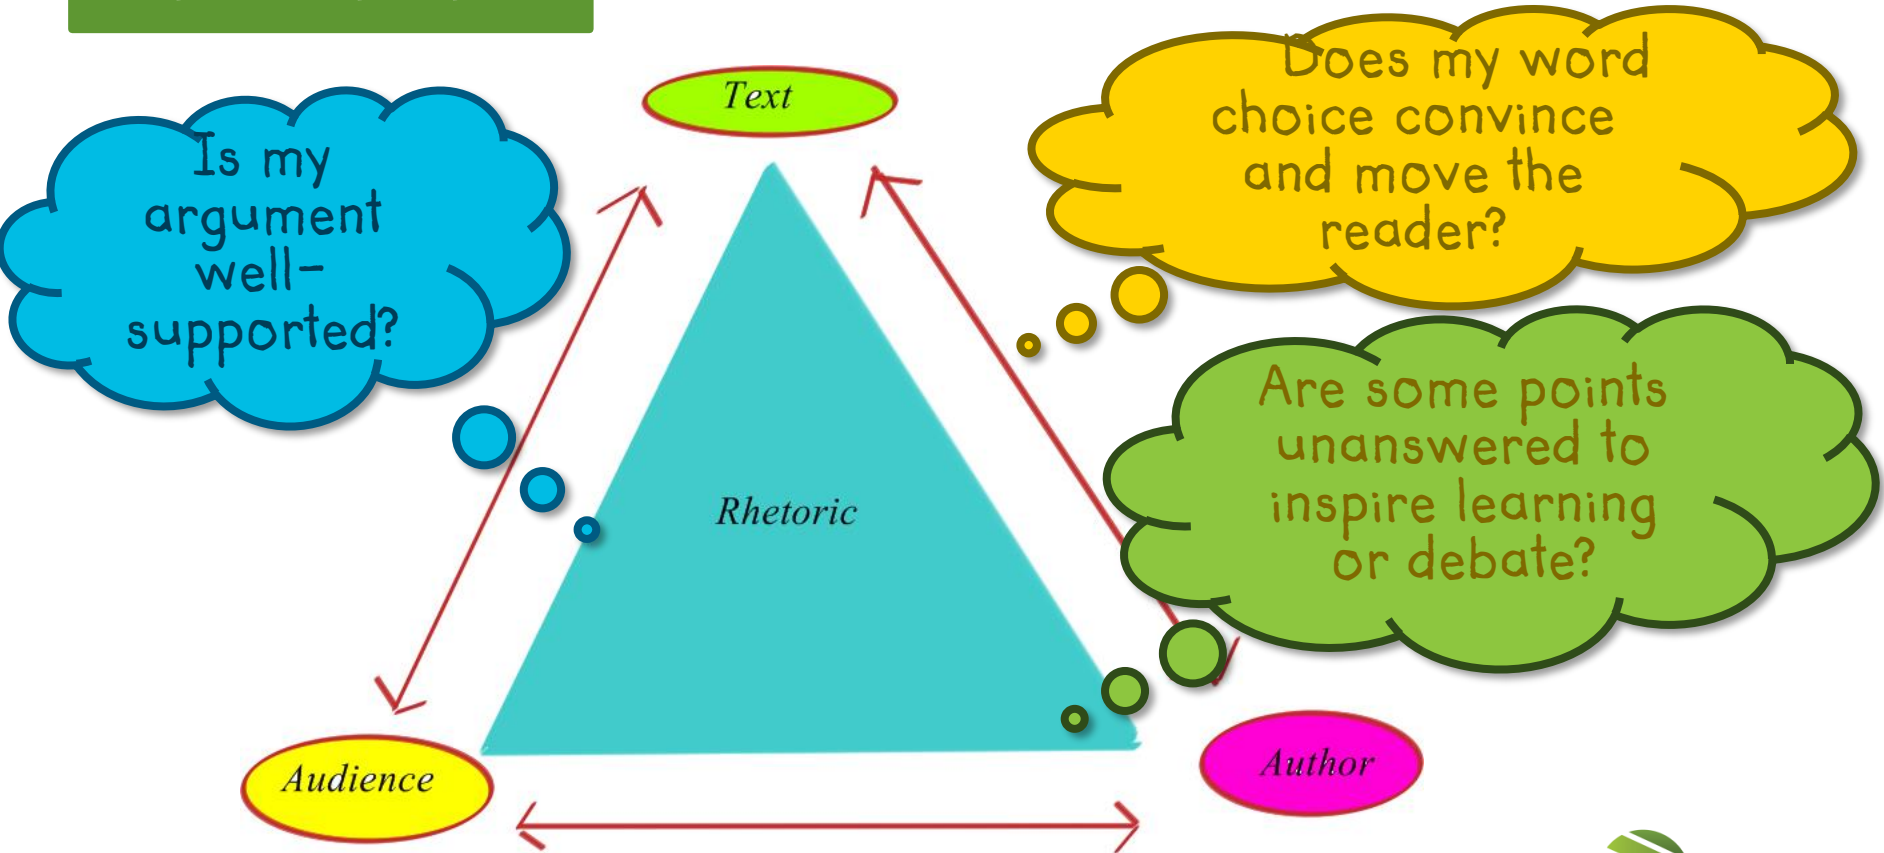 Text
Does my word
choice convince
and move the
reader?
Is my
argument
well-
supported?
Are some points
unanswered to
inspire learning
or debate?
Rhetoric
Audience
Author